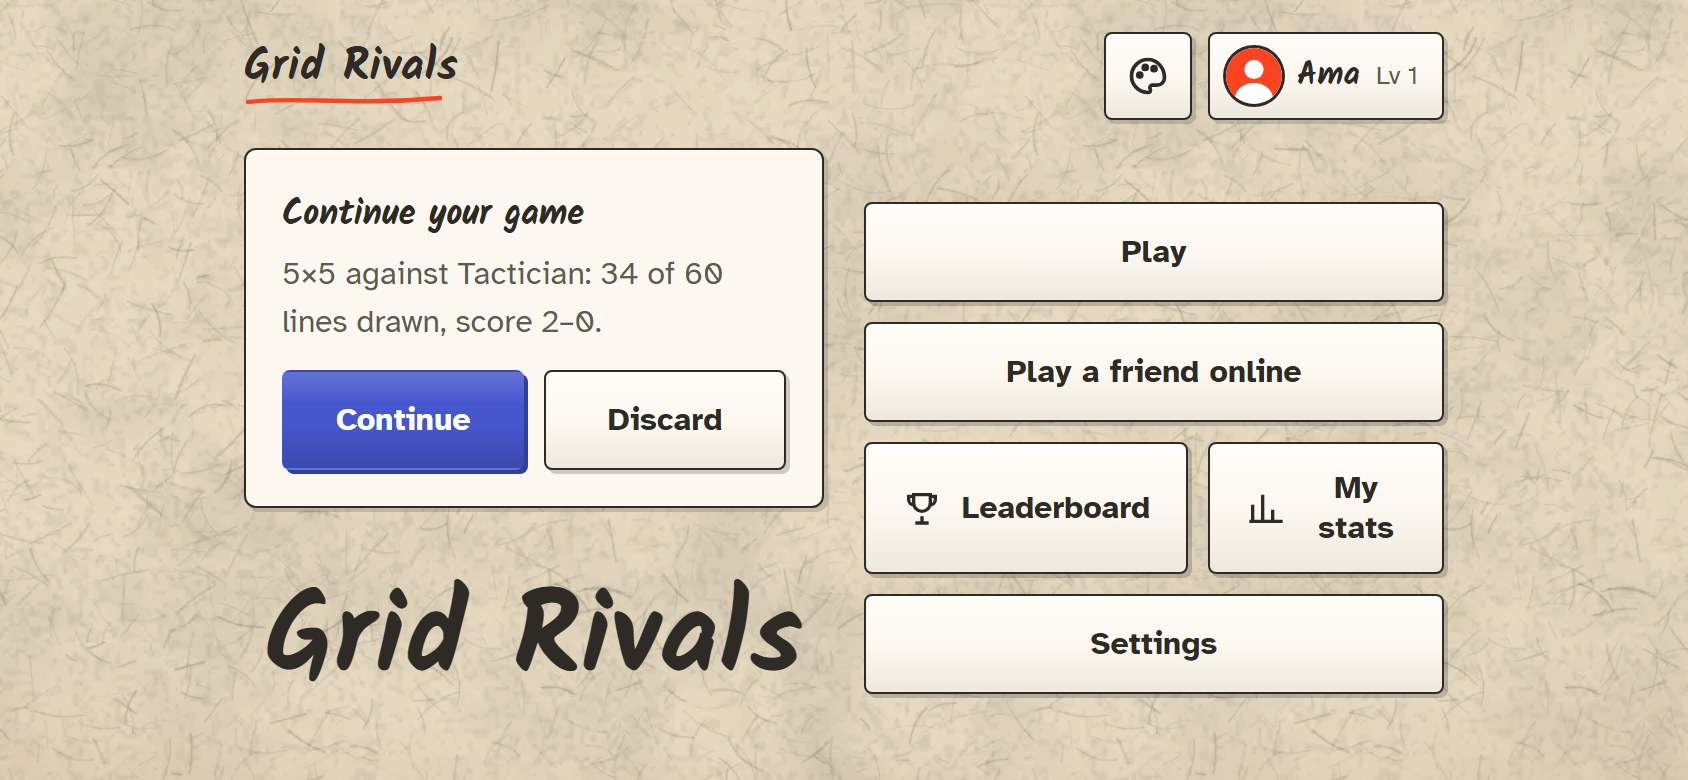 Grid Rivals
Ama Lv 1
Continue your game
5×5 against Tactician: 34 of 60
lines drawn, score 2–0.
Continue
Discard
Grid Rivals
Play
Play a friend online
Leaderboard
My
stats
Settings